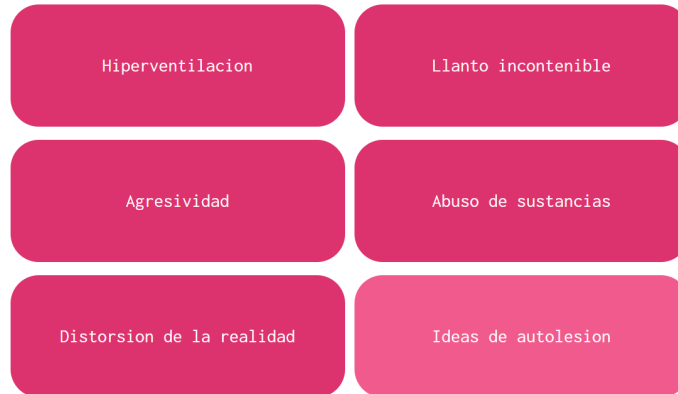 Hiperventilacion
Llanto incontenible
Agresividad
Abuso de sustancias
Distorsion de la realidad
Ideas de autolesion